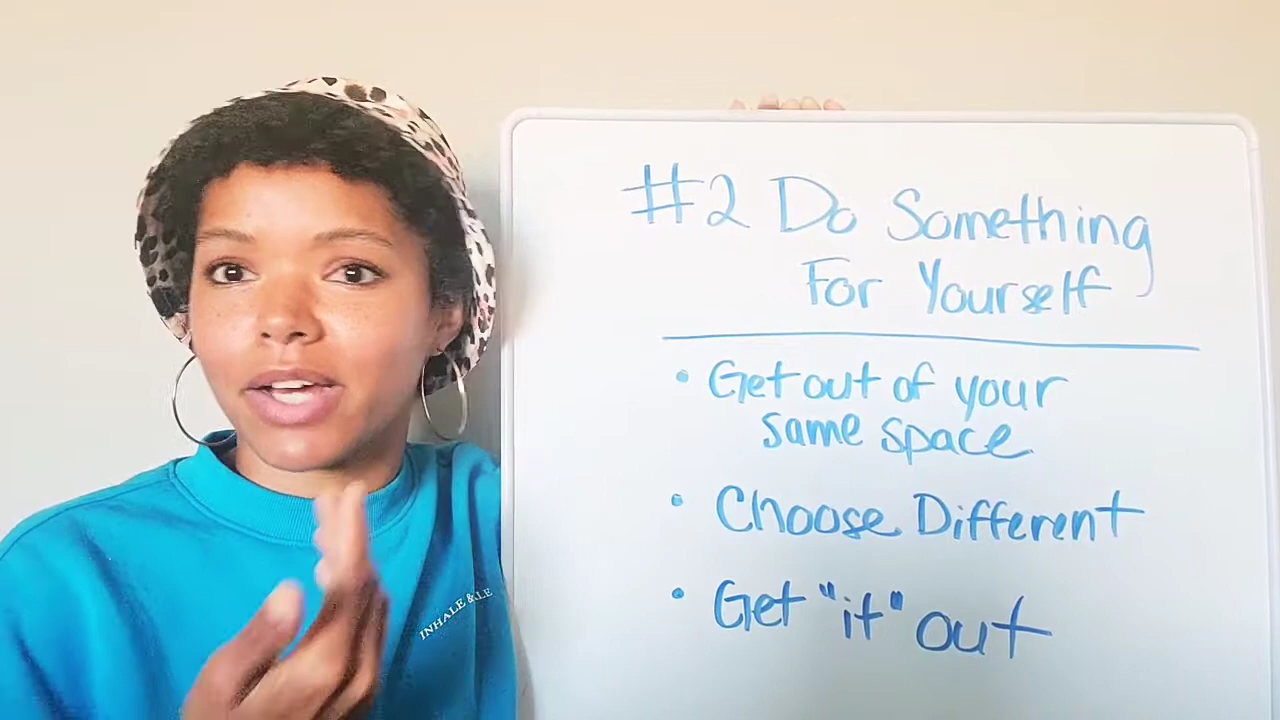 #2 Do Something
For Yourself
• Get out of your
same space
• Choose Different
• Get "it" out
INHALE &